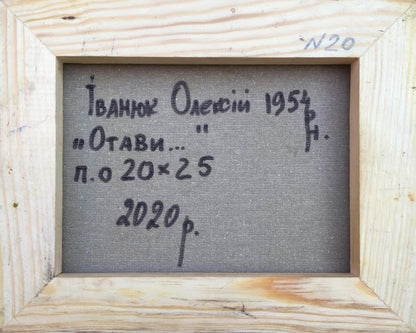 N20
Іванюк Олексій 1954
р.н.
„Отави..."
п.о 20×25
2020р.